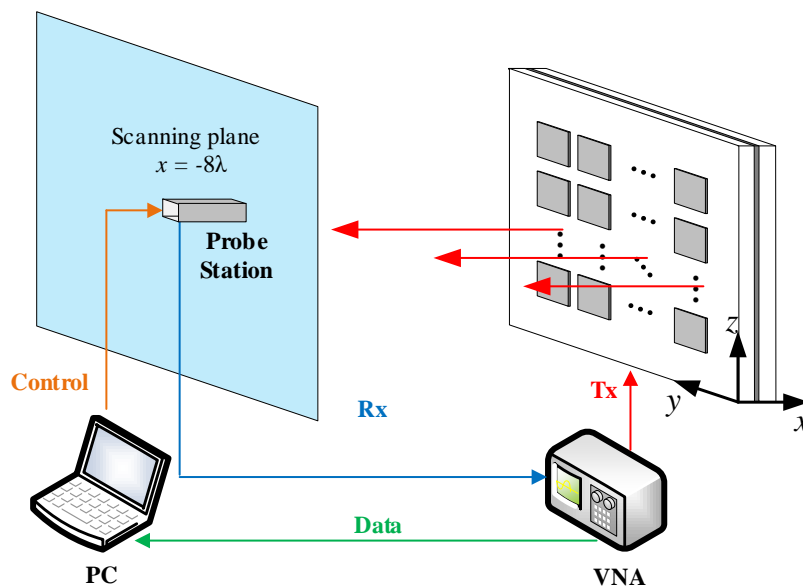 Scanning plane
x = -8λ
Probe
Station
z
Control
Tx
y
x
Rx
Data
PC
VNA